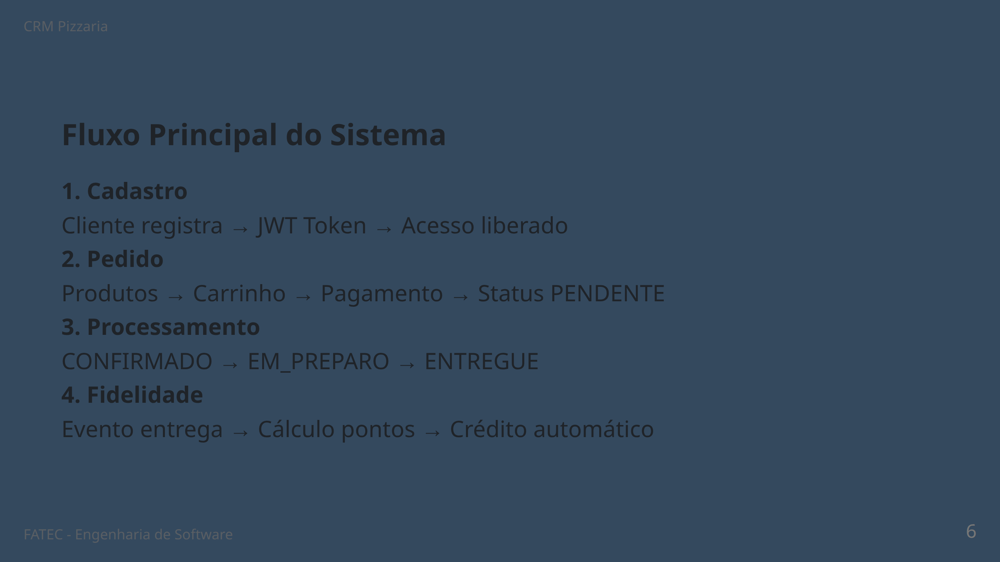 CRM Pizzaria
Fluxo Principal do Sistema
1. Cadastro
Cliente registra → JWT Token → Acesso liberado
2. Pedido
Produtos → Carrinho → Pagamento → Status PENDENTE
3. Processamento
CONFIRMADO → EM_PREPARO → ENTREGUE
4. Fidelidade
Evento entrega → Cálculo pontos → Crédito automático
FATEC - Engenharia de Software
6